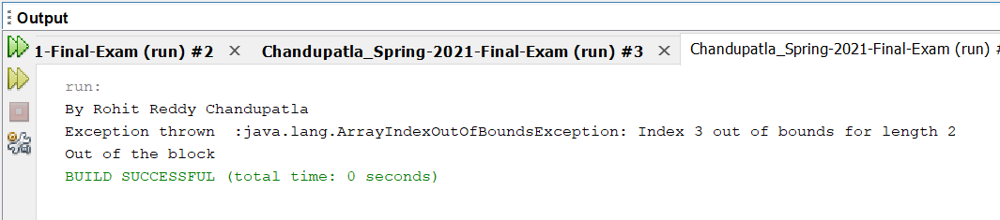 Output
1-Final-Exam (run) #2 × Chandupatla_Spring-2021-Final-Exam (run) #3 × Chandupatla_Spring-2021-Final-Exam (run) #
run:
By Rohit Reddy Chandupatla
Exception thrown  :java.lang.ArrayIndexOutOfBoundsException: Index 3 out of bounds for length 2
Out of the block
BUILD SUCCESSFUL (total time: 0 seconds)